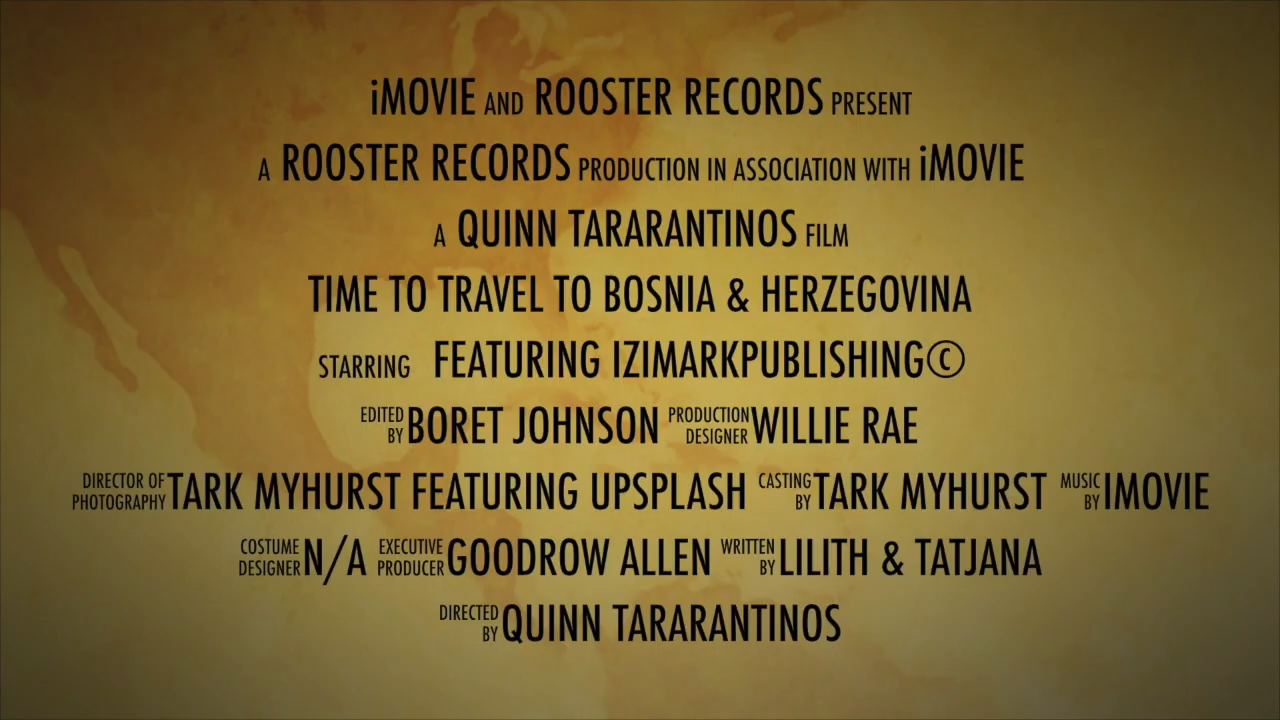 iMOVIE AND ROOSTER RECORDS PRESENT
A ROOSTER RECORDS PRODUCTION IN ASSOCIATION WITH iMOVIE
A QUINN TARARANTINOS FILM
TIME TO TRAVEL TO BOSNIA & HERZEGOVINA
STARRING FEATURING IZIMARKPUBLISHING©
EDITED BY BORET JOHNSON PRODUCTION DESIGNER WILLIE RAE
DIRECTOR OF PHOTOGRAPHY TARK MYHURST FEATURING UPSPLASH CASTING BY TARK MYHURST MUSIC BY IMOVIE
COSTUME DESIGNER N/A EXECUTIVE PRODUCER GOODROW ALLEN WRITTEN BY LILITH & TATJANA
DIRECTED BY QUINN TARARANTINOS